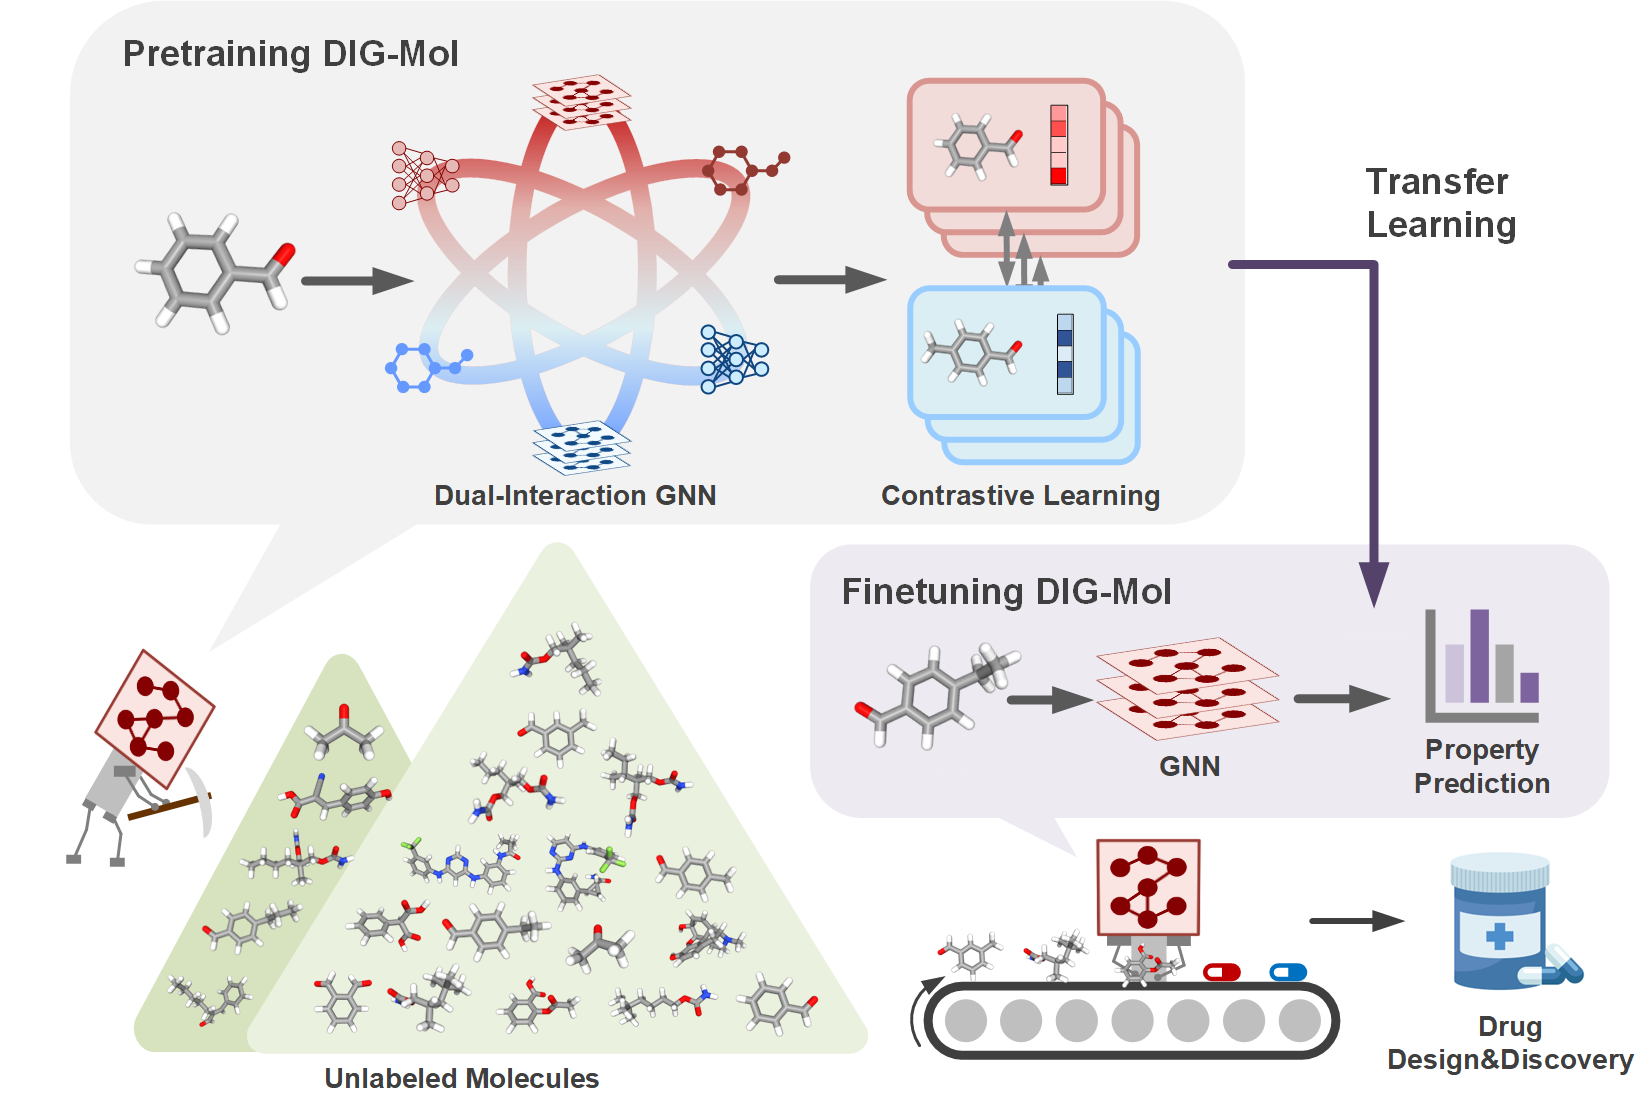 Pretraining DIG-Mol
Dual-Interaction GNN
Contrastive Learning
Transfer
Learning
Finetuning DIG-Mol
GNN
Property
Prediction
Unlabeled Molecules
Drug
Design&Discovery